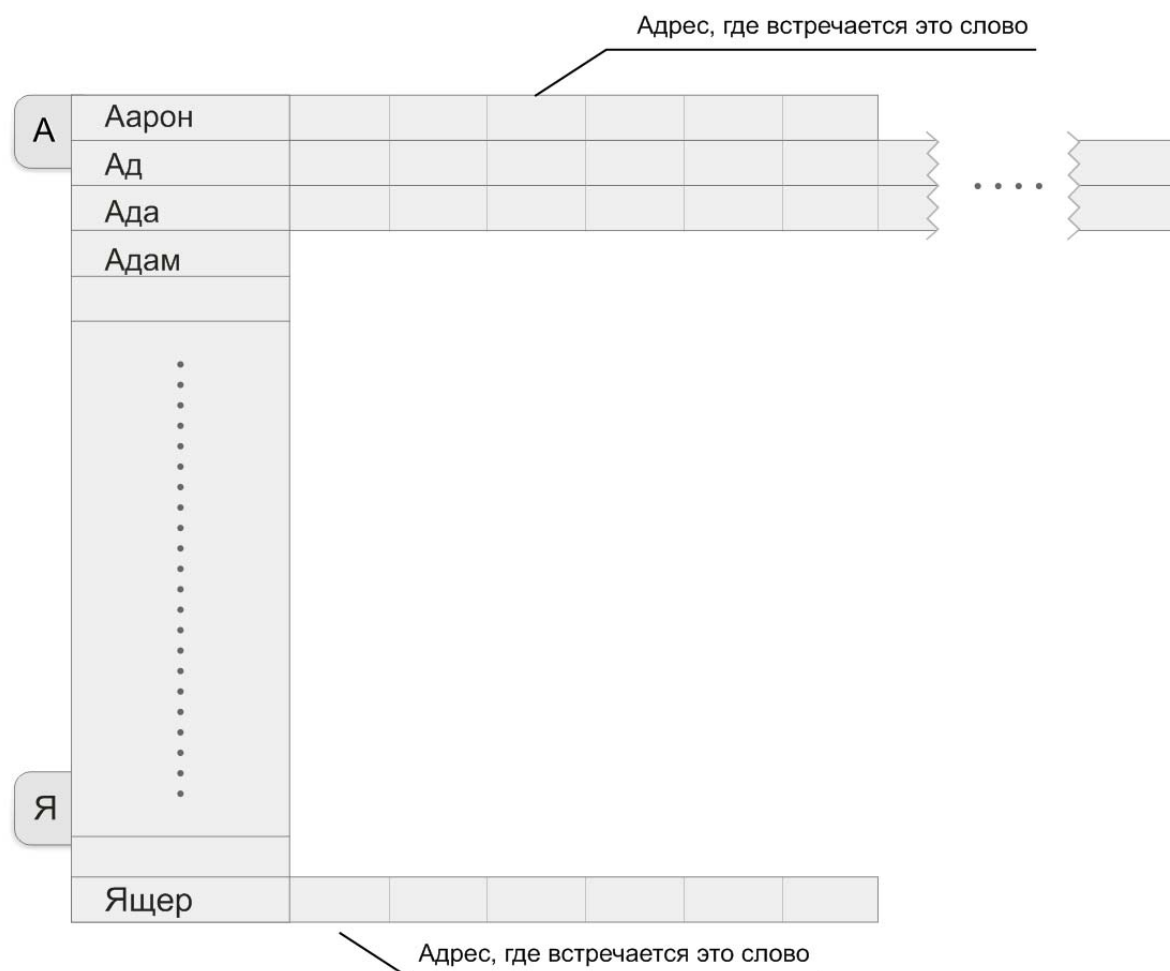 Адрес, где встречается это слово
А
Аарон
Ад
Ада
Адам
Я
Ящер
Адрес, где встречается это слово